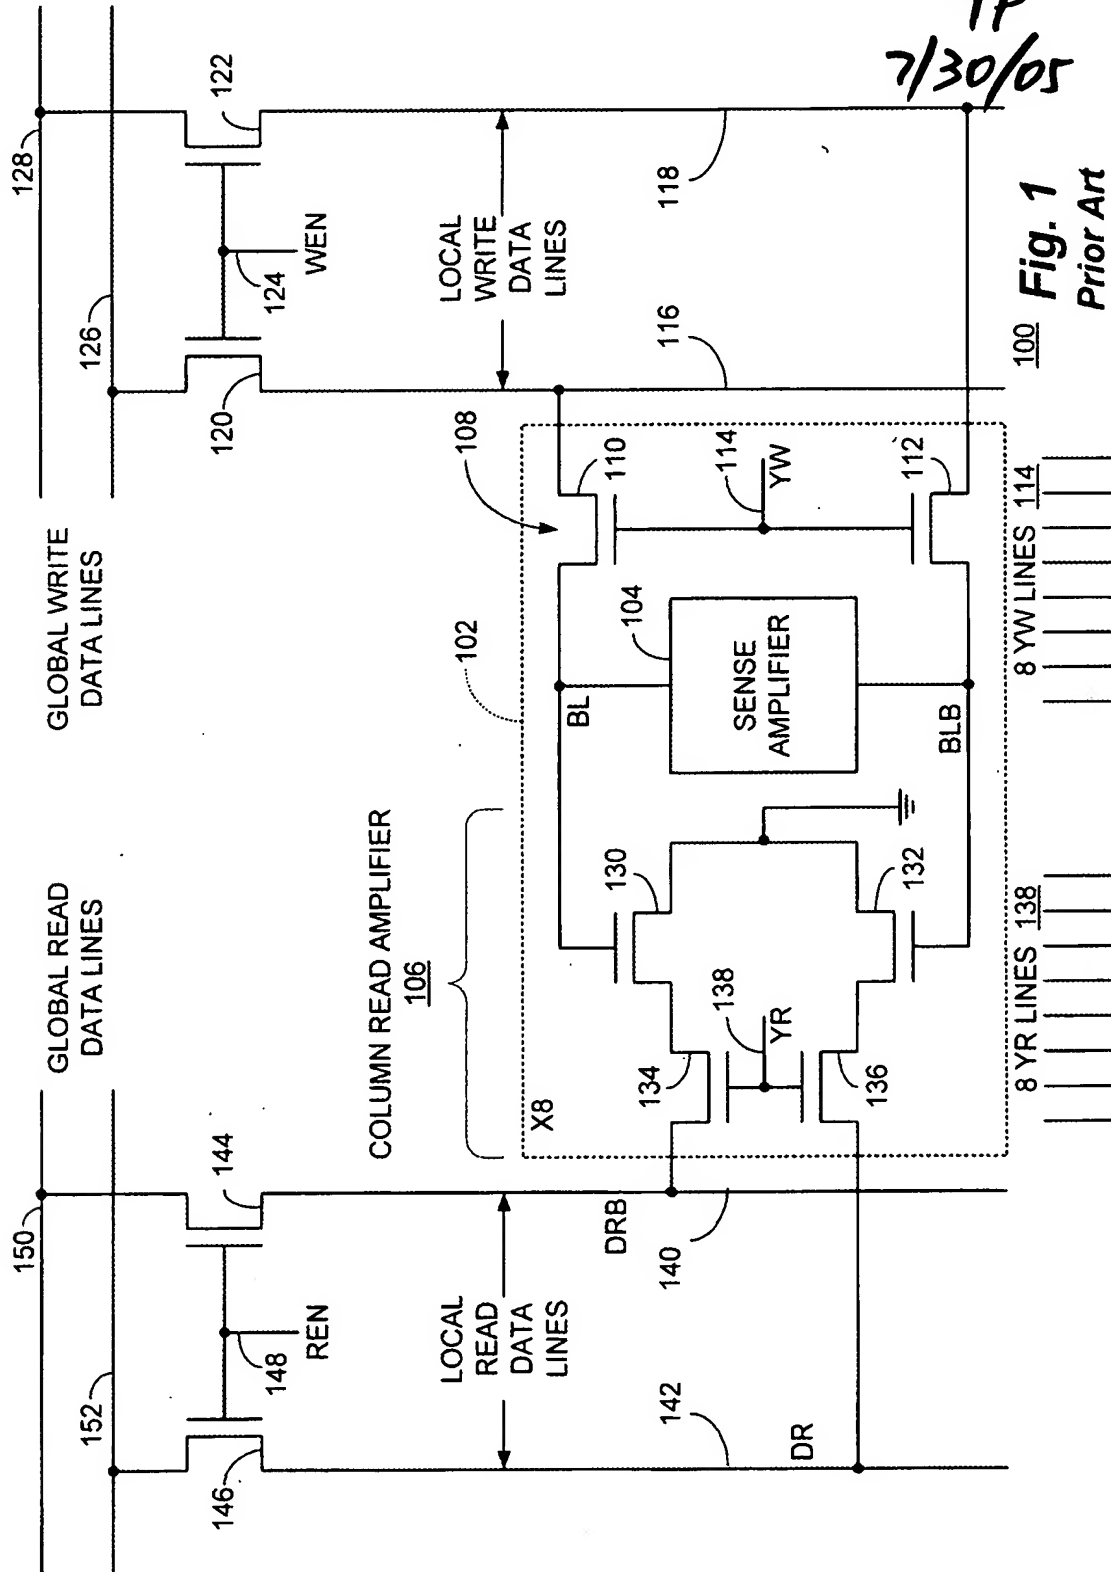 TP
7/30/05
GLOBAL READ
DATA LINES
GLOBAL WRITE
DATA LINES
150
152
144
146
148
REN
128
126
122
120
124
WEN
LOCAL
READ
DATA
LINES
LOCAL
WRITE
DATA
LINES
COLUMN READ AMPLIFIER
106
102
108
X8
DRB
140
142
DR
134
136
138
YR
130
132
BL
BLB
104
SENSE
AMPLIFIER
110
112
114
YW
116
118
8 YR LINES 138
8 YW LINES 114
100
Fig. 1
Prior Art